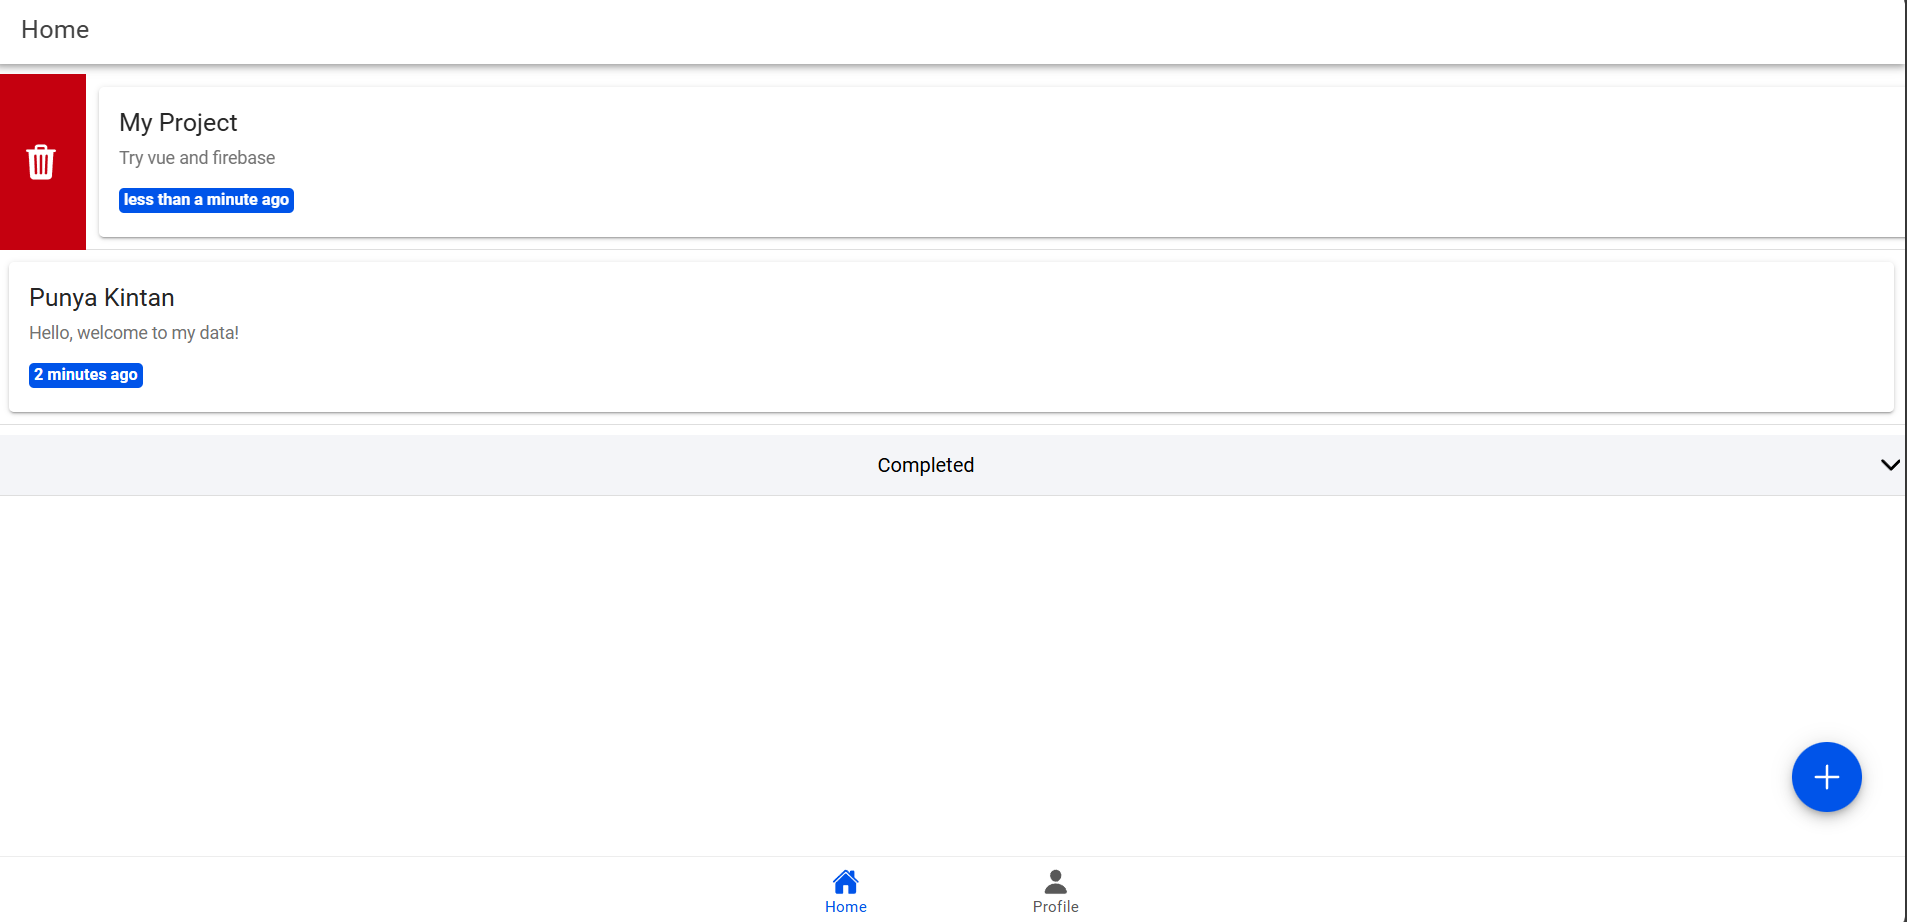 Home
My Project
Try vue and firebase
less than a minute ago
Punya Kintan
Hello, welcome to my data!
2 minutes ago
Completed
Home
Profile